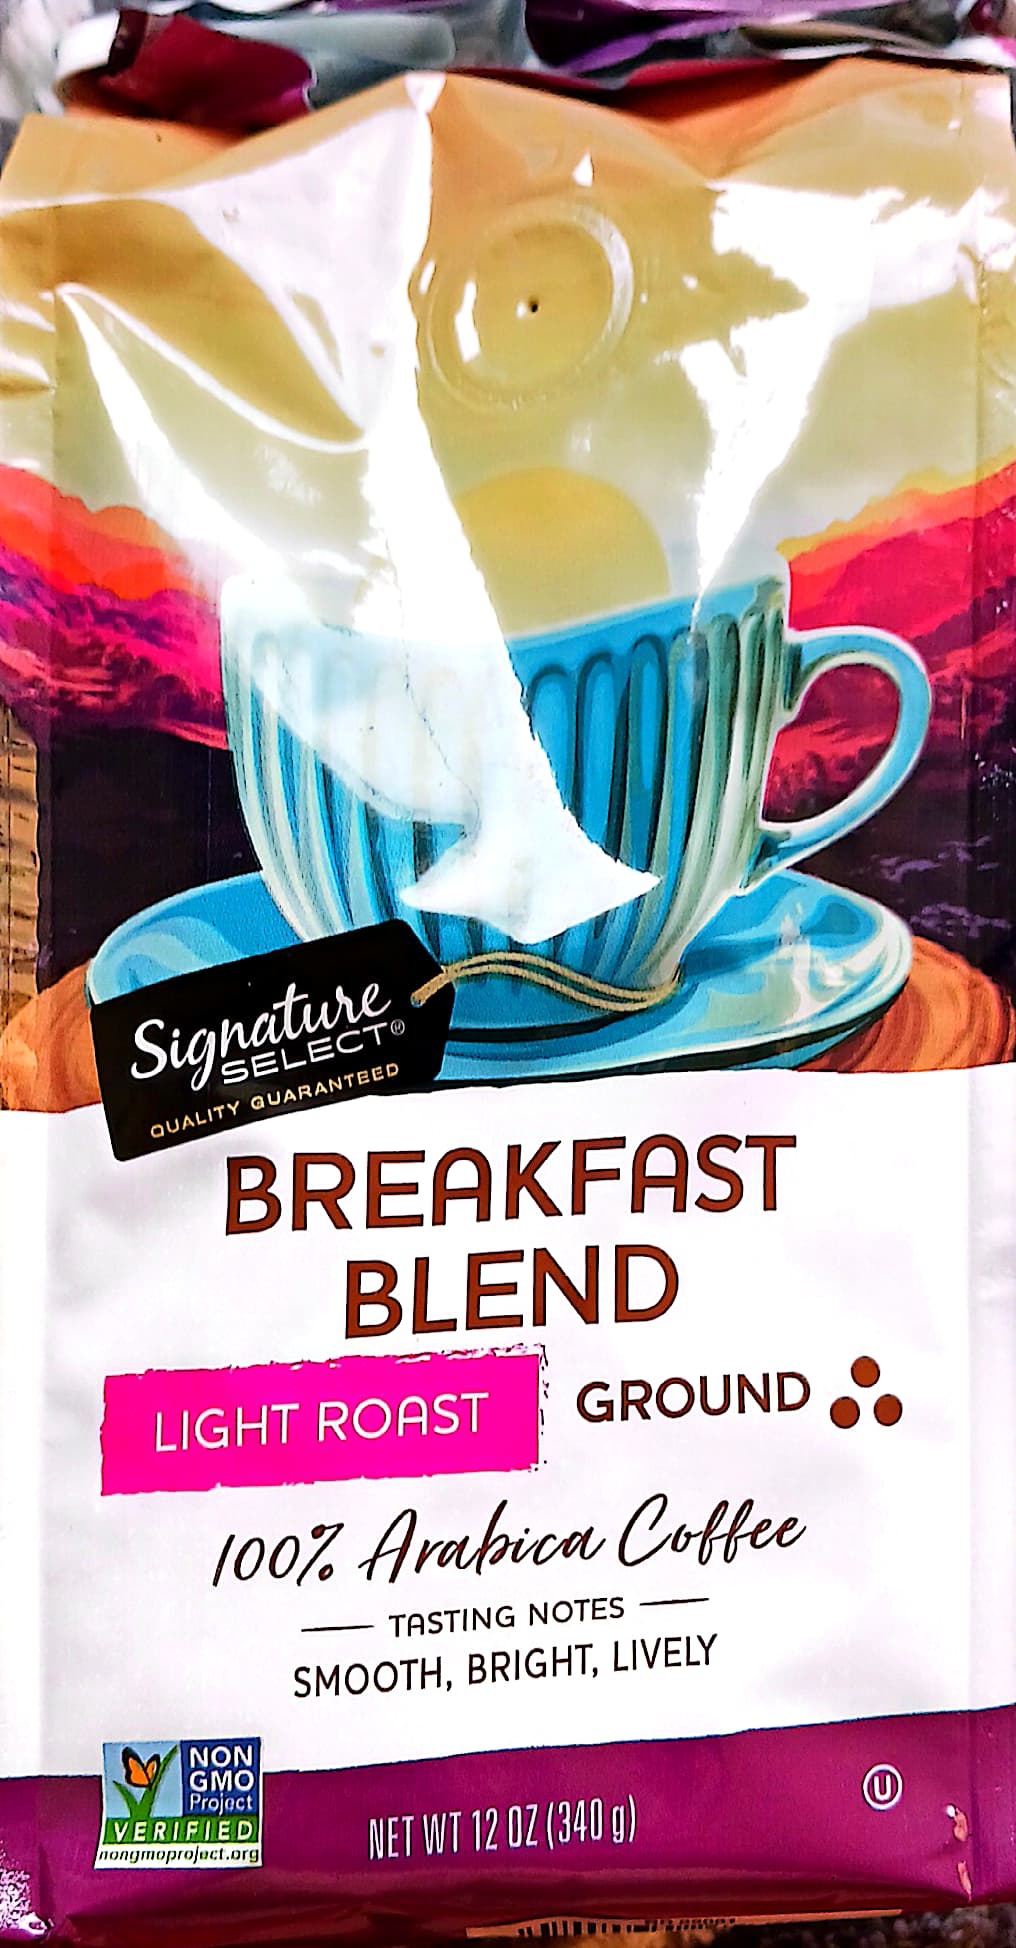 Signature
SELECT®
QUALITY GUARANTEED
BREAKFAST
BLEND
LIGHT ROAST
GROUND
100% Arabica Coffee
TASTING NOTES
SMOOTH, BRIGHT, LIVELY
NON
GMO
Project
VERIFIED
nongmoproject.org
NET WT 12 OZ (340 g)
U